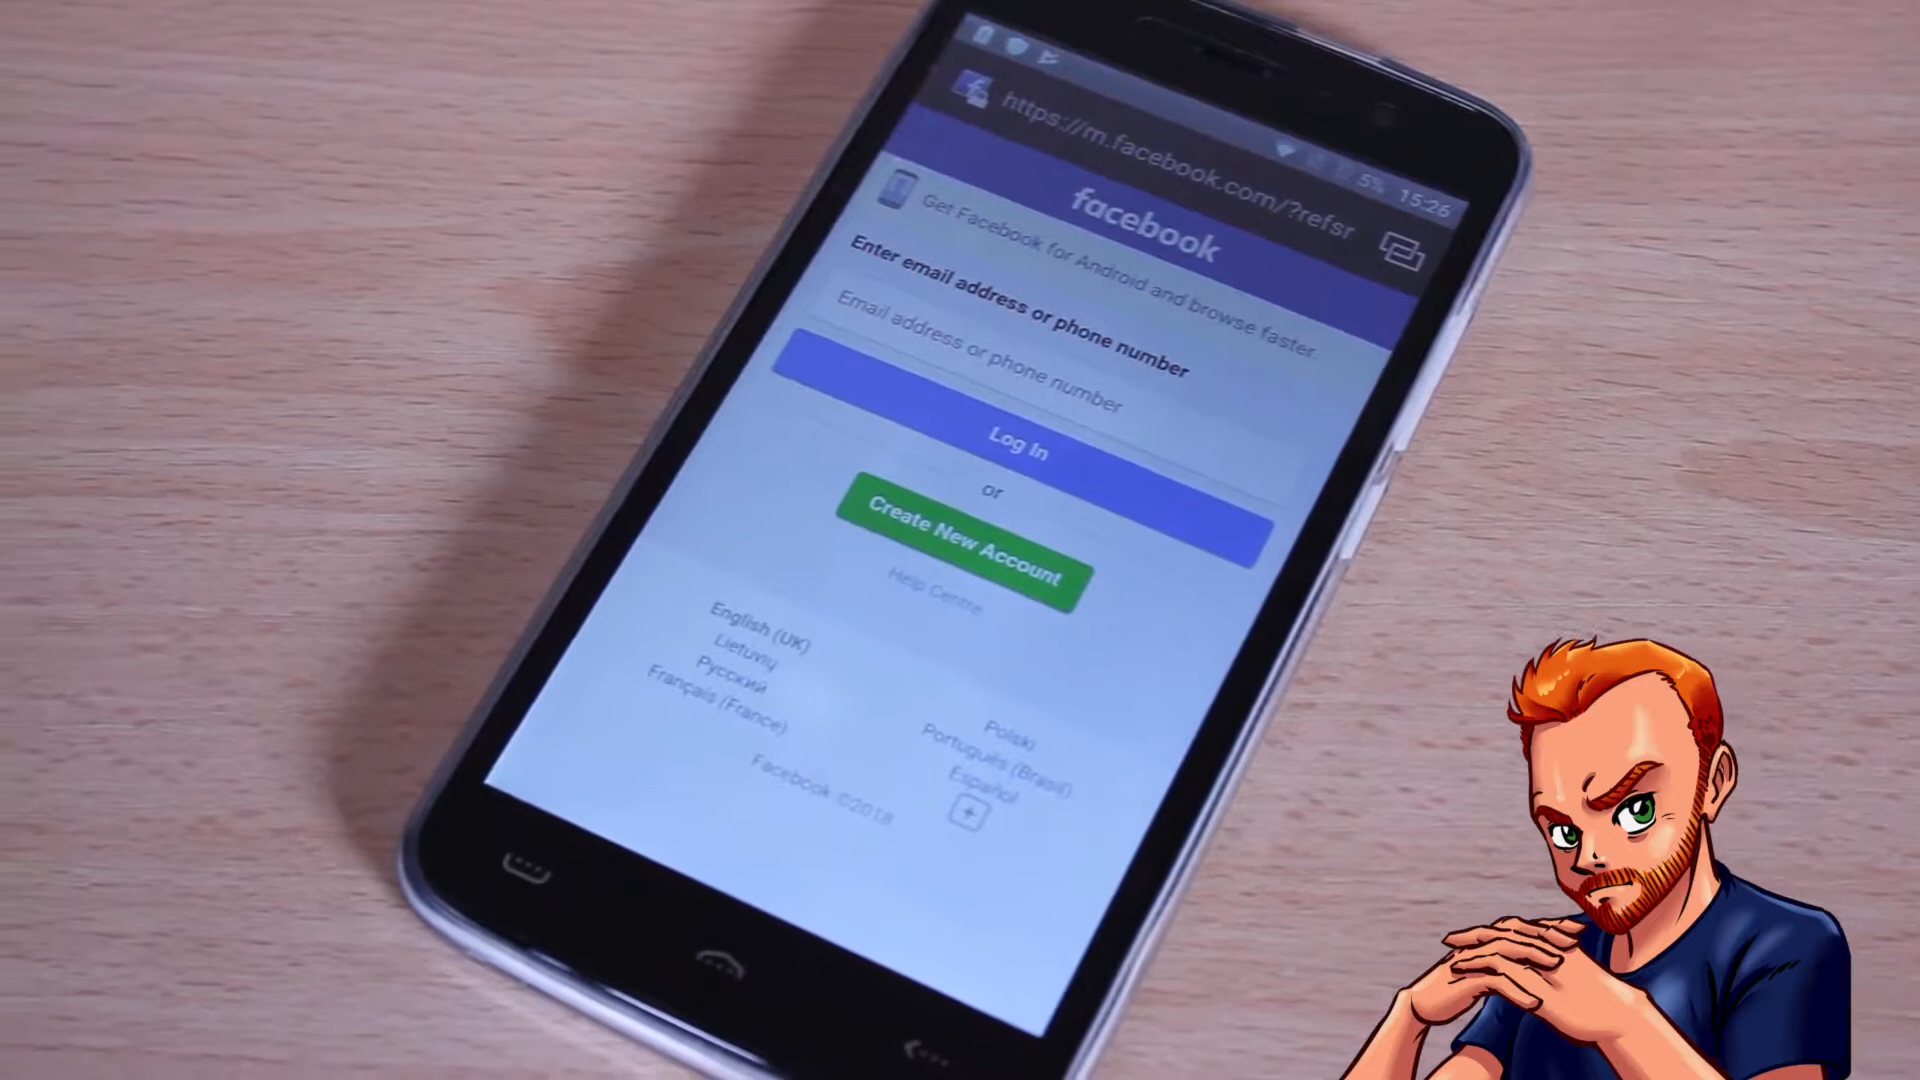 5% 15:26
https://m.facebook.com/?refsr
facebook
Get Facebook for Android and browse faster.
Enter email address or phone number
Email address or phone number
Log In
or
Create New Account
Help Centre
English (UK)
Lietuvių
Русский
Français (France)
Polski
Português (Brasil)
Español
Facebook ©2018